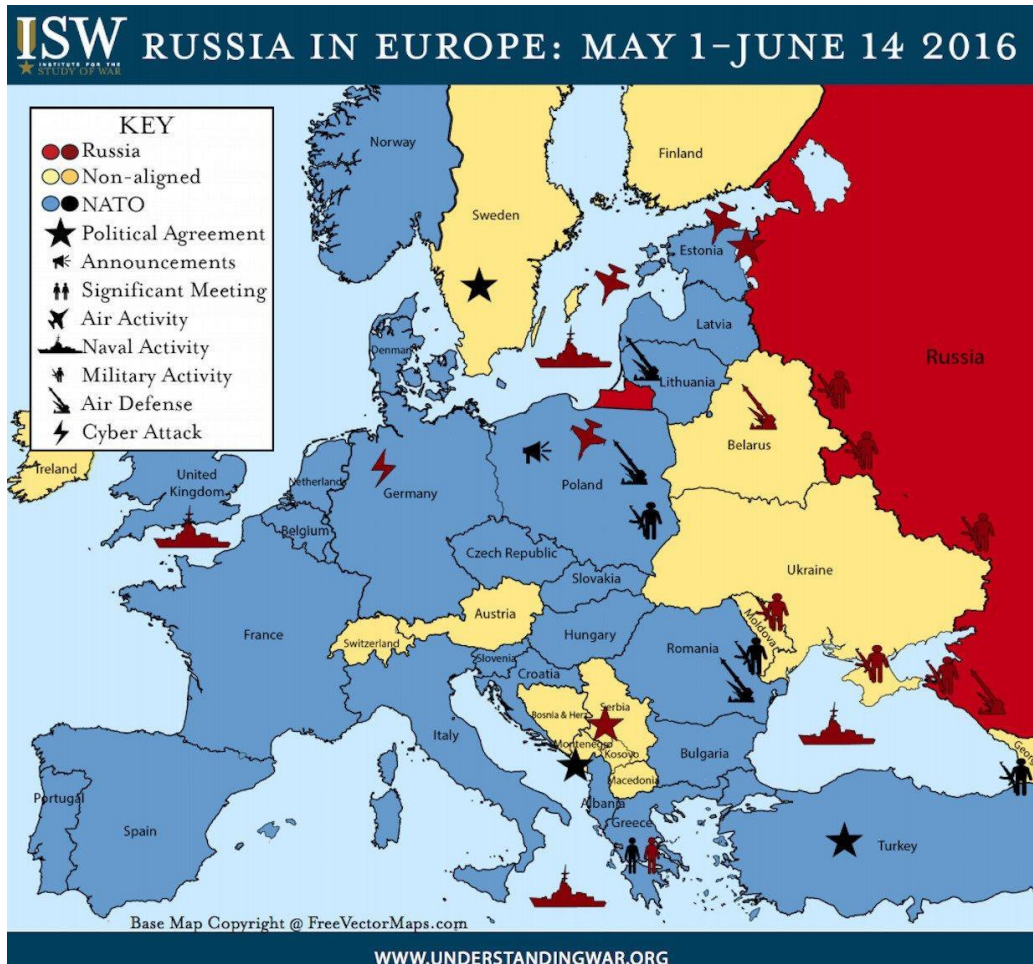 ISW
INSTITUTE FOR THE
STUDY OF WAR
RUSSIA IN EUROPE: MAY 1-JUNE 14 2016
KEY
Russia
Non-aligned
NATO
Political Agreement
Announcements
Significant Meeting
Air Activity
Naval Activity
Military Activity
Air Defense
Cyber Attack
Norway
Finland
Sweden
Estonia
Latvia
Russia
Denmark
Lithuania
Belarus
Ireland
United
Kingdom
Netherlands
Germany
Poland
Belgium
Czech Republic
Slovakia
Ukraine
Austria
Moldova
France
Switzerland
Hungary
Romania
Slovenia
Croatia
Bosnia & Herz
Serbia
Italy
Montenegro
Kosovo
Bulgaria
Macedonia
Portugal
Albania
Spain
Greece
Turkey
Base Map Copyright @ FreeVectorMaps.com
WWW.UNDERSTANDINGWAR.ORG